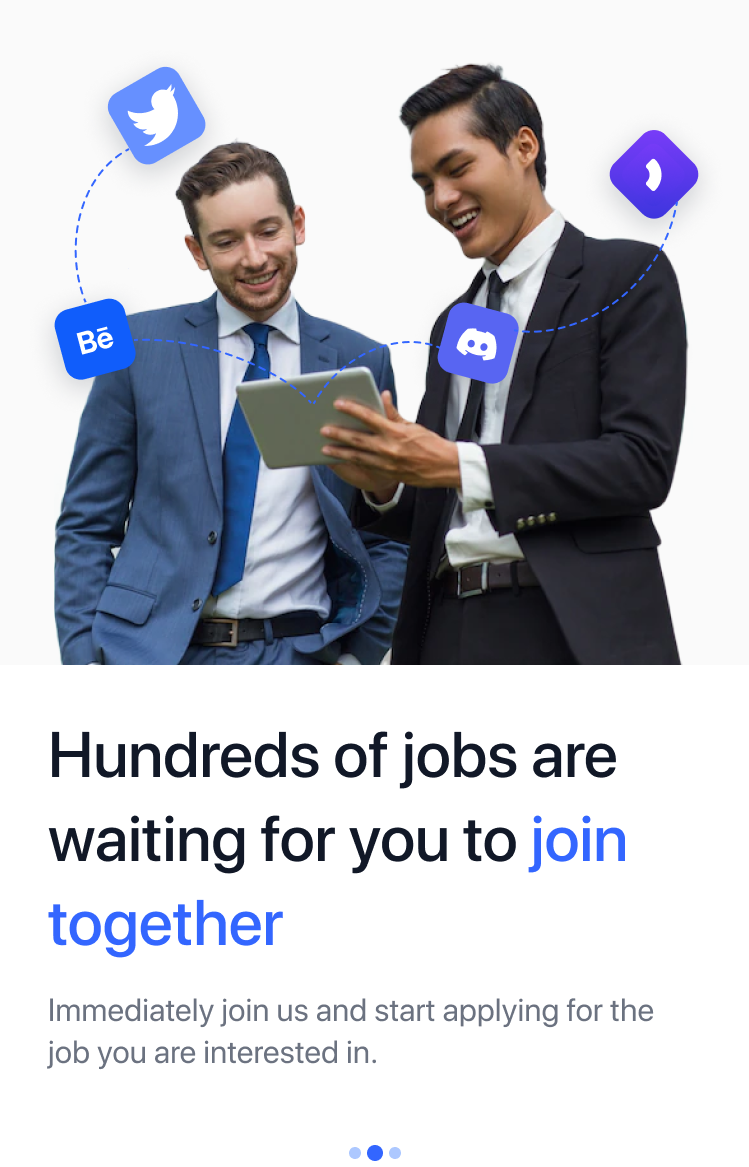 Bē
Hundreds of jobs are
waiting for you to join
together
Immediately join us and start applying for the
job you are interested in.